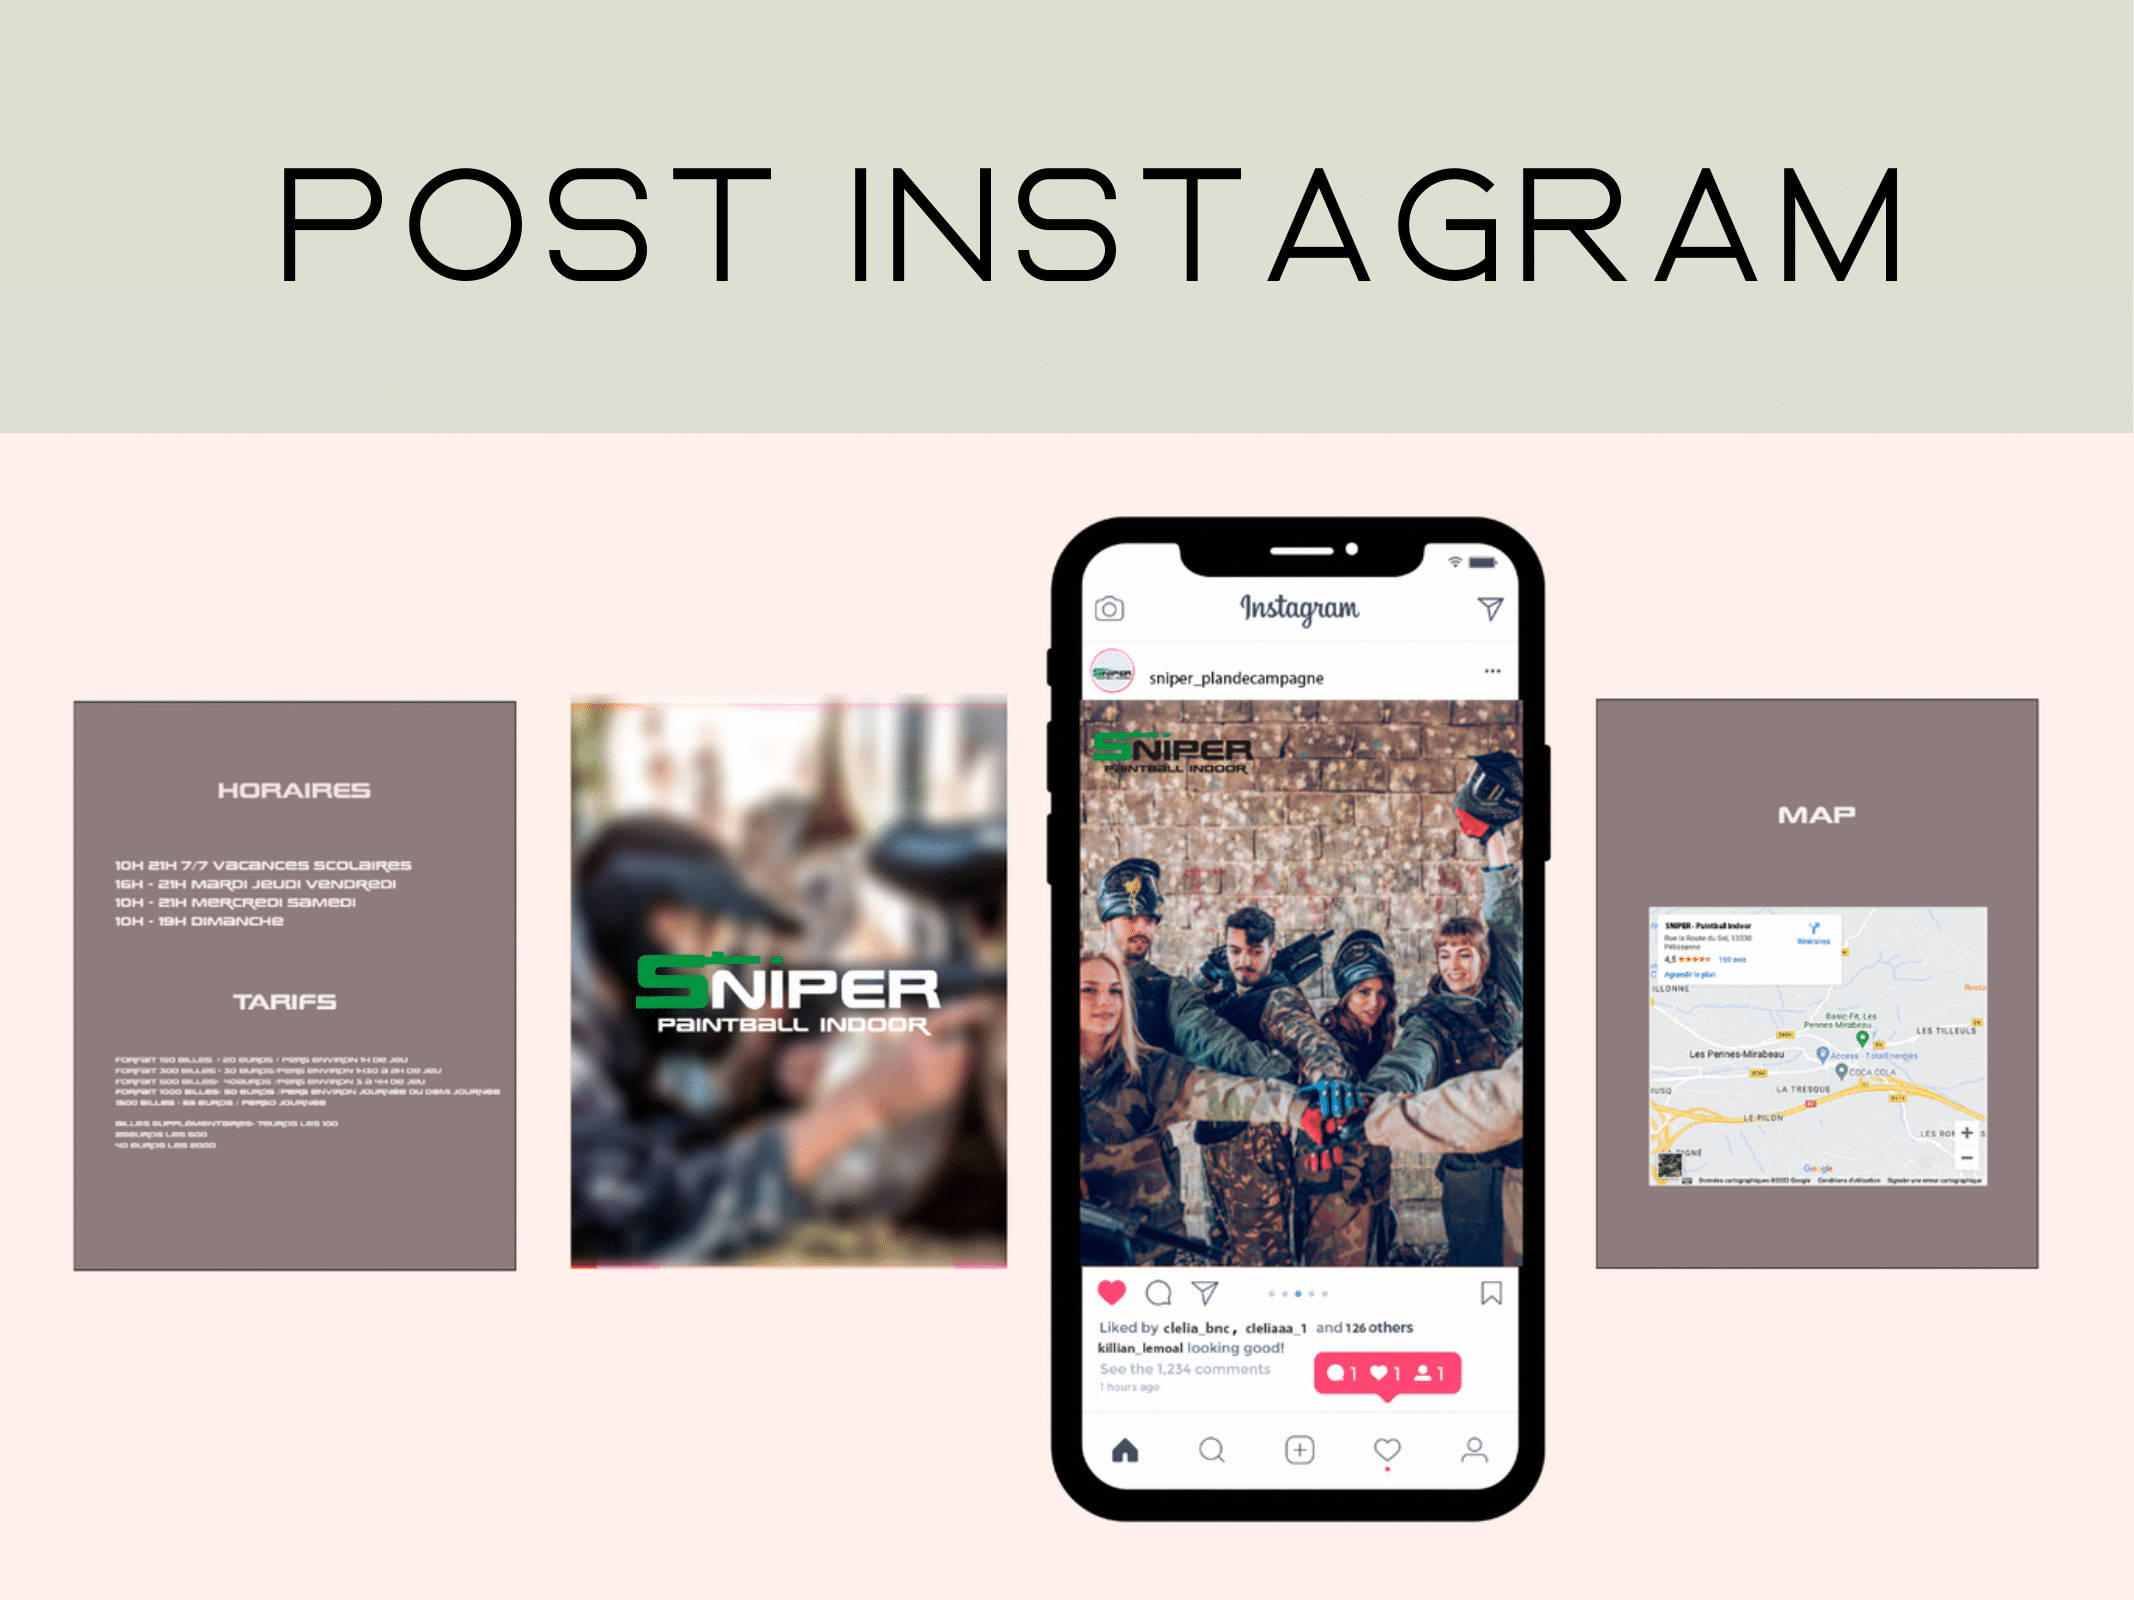 POST INSTAGRAM
HORAIRES
10H 21H 7/7 VACANCES SCOLAIRES
16H - 21H MARDI JEUDI VENDREDI
10H - 21H MERCREDI SAMEDI
10H - 19H DIMANCHE
TARIFS
FORFAIT 150 BILLES : 20 EUROS / PERS ENVIRON 1H DE JEU
FORFAIT 300 BILLES : 30 EUROS/PERS ENVIRON 1H30 à 2H DE JEU
FORFAIT 500 BILLES: 40EUROS /PERS ENVIRON 3 à 4H DE JEU
FORFAIT 1000 BILLES: 50 EUROS /PERS ENVIRON JOURNÉE OU DEMI JOURNÉE
1500 BILLES : 65 EUROS / PERSO JOURNÉE
BILLES SUPPLÉMENTAIRES: 7EUROS LES 100
25EUROS LES 500
40 EUROS LES 2000
SNIPER
PAINTBALL INDOOR
Instagram
SNIPER
sniper_plandecampagne
SNIPER
PAINTBALL INDOOR
Liked by clelia_bnc, cleliaaa_1 and 126 others
killian_lemoal looking good!
See the 1,234 comments
1 hours ago
1 1 1
MAP
SNIPER - Paintball Indoor
Rue la Route du Sel, 13330
Pélissanne
Itinéraires
4,5 159 avis
Agrandir le plan
ILLONNE
Basic-Fit, Les
Pennes-Mirabeau
LES TILLEULS
Les Pennes-Mirabeau
Access - TotalEnergies
COCA COLA
LA TRESQUE
LE PILON
Google
Données cartographiques ©2022 Google Conditions d'utilisation Signaler une erreur cartographique